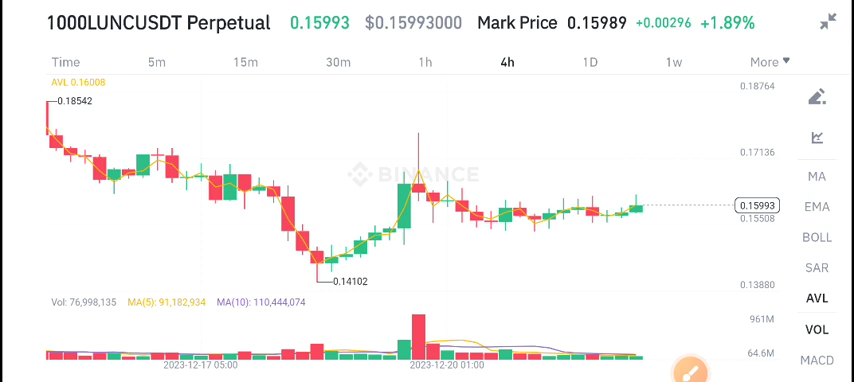 1000LUNCUSDT Perpetual 0.15993 $0.15993000 Mark Price 0.15989 +0.00296 +1.89%
Time 5m 15m 30m 1h 4h 1D 1w More
AVL 0.16008
0.18764
0.18542
0.17136
MA
BINANCE
EMA
0.15993
0.15508
BOLL
SAR
0.14102
0.13880
AVL
Vol: 76,998,135 MA(5): 91,182,934 MA(10): 110,444,074
961M
VOL
64.6M
MACD
2023-12-17 05:00 2023-12-20 01:00